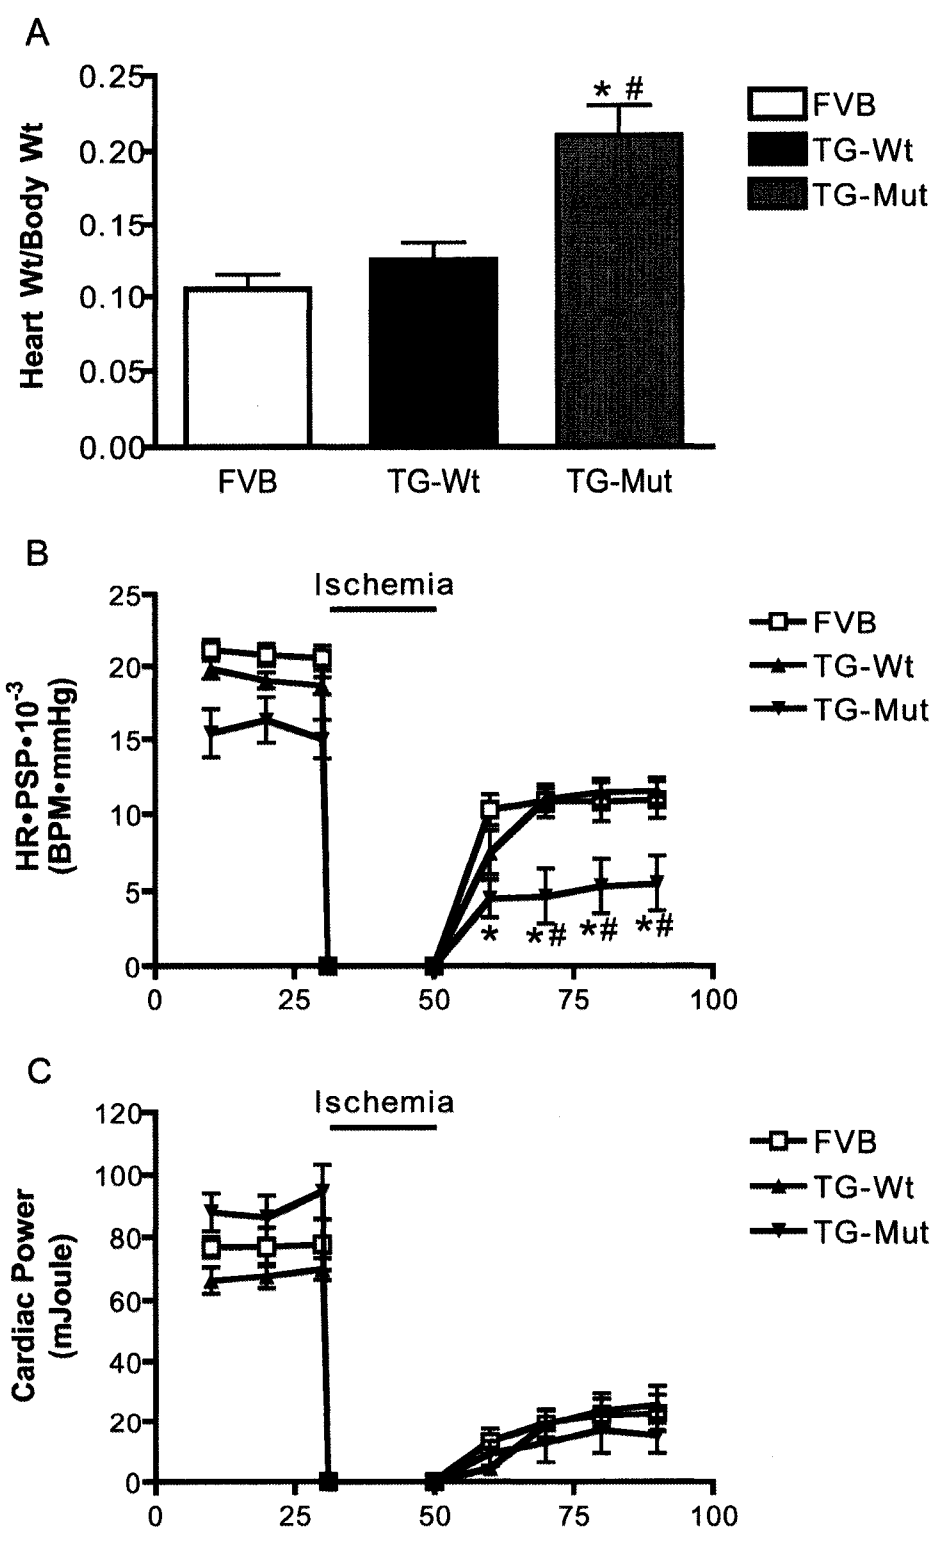 A
0.25
0.20
0.15
0.10
0.05
0.00
Heart Wt/Body Wt
* #
FVB
TG-Wt
TG-Mut
FVB
TG-Wt
TG-Mut
B
Ischemia
25
20
15
10
5
0
HR•PSP•10⁻³
(BPM•mmHg)
* *# *# *#
0 25 50 75 100
FVB
TG-Wt
TG-Mut
C
Ischemia
120
100
80
60
40
20
0
Cardiac Power
(mJoule)
0 25 50 75 100
FVB
TG-Wt
TG-Mut